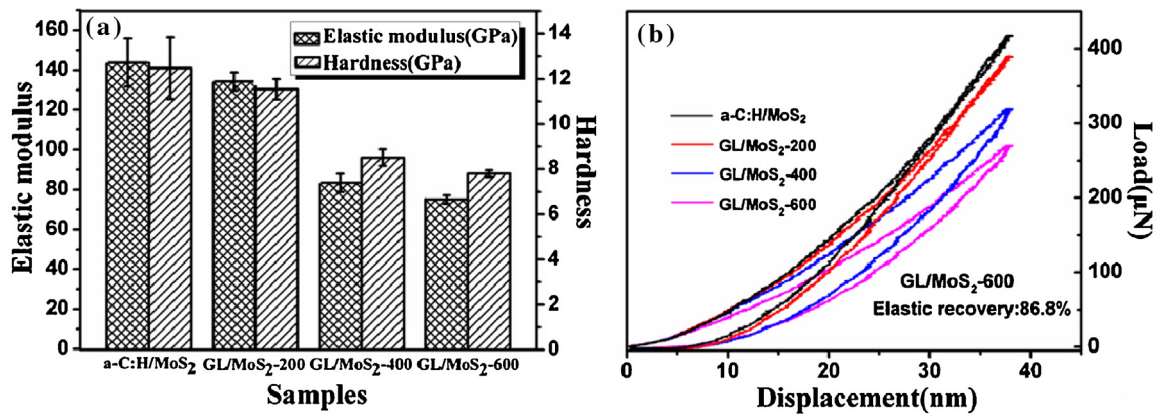 (a)
Elastic modulus(GPa)
Hardness(GPa)
Elastic modulus
160
140
120
100
80
60
40
20
0
14
12
10
8
6
4
2
0
Hardness
a-C:H/MoS₂ GL/MoS₂-200 GL/MoS₂-400 GL/MoS₂-600
Samples
(b)
a-C:H/MoS₂
GL/MoS₂-200
GL/MoS₂-400
GL/MoS₂-600
GL/MoS₂-600
Elastic recovery:86.8%
400
300
200
100
0
Load(μN)
0 10 20 30 40
Displacement(nm)